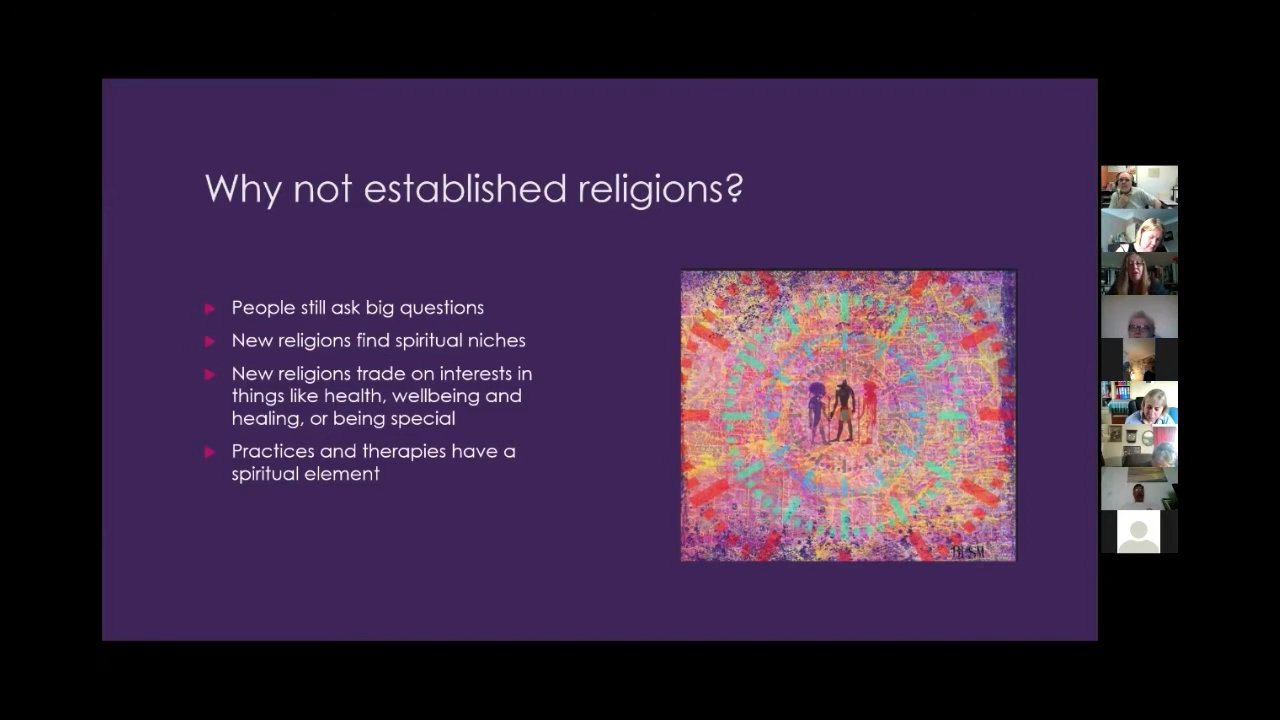 Why not established religions?
People still ask big questions
New religions find spiritual niches
New religions trade on interests in
things like health, wellbeing and
healing, or being special
Practices and therapies have a
spiritual element